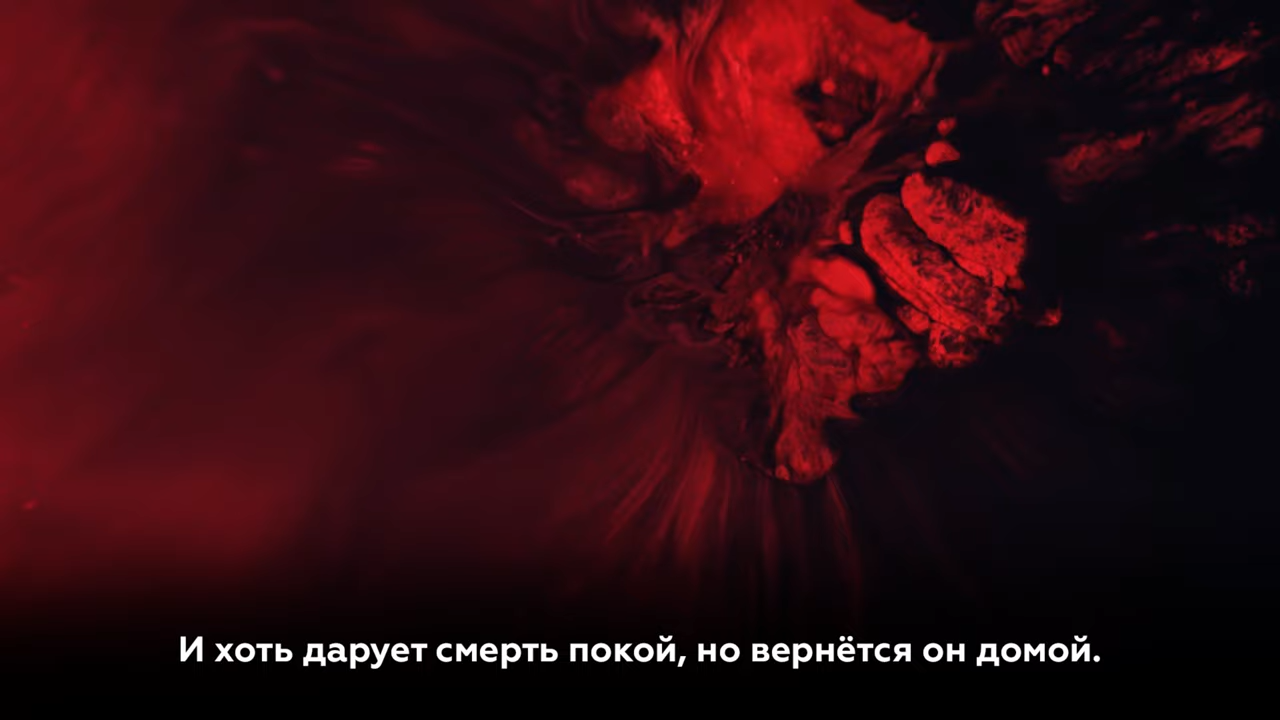 И хоть дарует смерть покой, но вернётся он домой.